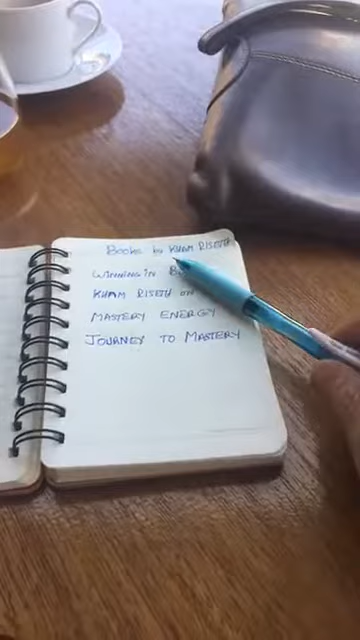 Books by KHAM RISETH
WINNING IN
KHAM RISETH
MASTERY ENERGY
JOURNEY TO MASTERY